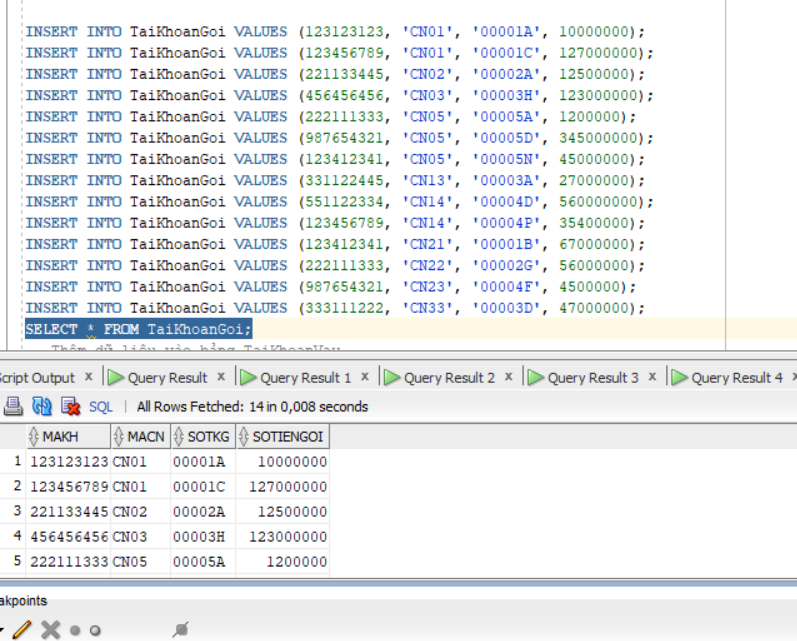 INSERT INTO TaiKhoanGoi VALUES (123123123, 'CN01', '00001A', 10000000);
INSERT INTO TaiKhoanGoi VALUES (123456789, 'CN01', '00001C', 127000000);
INSERT INTO TaiKhoanGoi VALUES (221133445, 'CN02', '00002A', 12500000);
INSERT INTO TaiKhoanGoi VALUES (456456456, 'CN03', '00003H', 123000000);
INSERT INTO TaiKhoanGoi VALUES (222111333, 'CN05', '00005A', 1200000);
INSERT INTO TaiKhoanGoi VALUES (987654321, 'CN05', '00005D', 345000000);
INSERT INTO TaiKhoanGoi VALUES (123412341, 'CN05', '00005N', 45000000);
INSERT INTO TaiKhoanGoi VALUES (331122445, 'CN13', '00003A', 27000000);
INSERT INTO TaiKhoanGoi VALUES (551122334, 'CN14', '00004D', 560000000);
INSERT INTO TaiKhoanGoi VALUES (123456789, 'CN14', '00004P', 35400000);
INSERT INTO TaiKhoanGoi VALUES (123412341, 'CN21', '00001B', 67000000);
INSERT INTO TaiKhoanGoi VALUES (222111333, 'CN22', '00002G', 56000000);
INSERT INTO TaiKhoanGoi VALUES (987654321, 'CN23', '00004F', 4500000);
INSERT INTO TaiKhoanGoi VALUES (333111222, 'CN33', '00003D', 47000000);
SELECT * FROM TaiKhoanGoi;
Thêm dữ liệu vào bảng TaiKhoanVay
cript Output x Query Result x Query Result 1 x Query Result 2 x Query Result 3 x Query Result 4 x
SQL | All Rows Fetched: 14 in 0,008 seconds
MAKH MACN SOTKG SOTIENGOI
1 123123123 CN01 00001A 10000000
2 123456789 CN01 00001C 127000000
3 221133445 CN02 00002A 12500000
4 456456456 CN03 00003H 123000000
5 222111333 CN05 00005A 1200000
akpoints